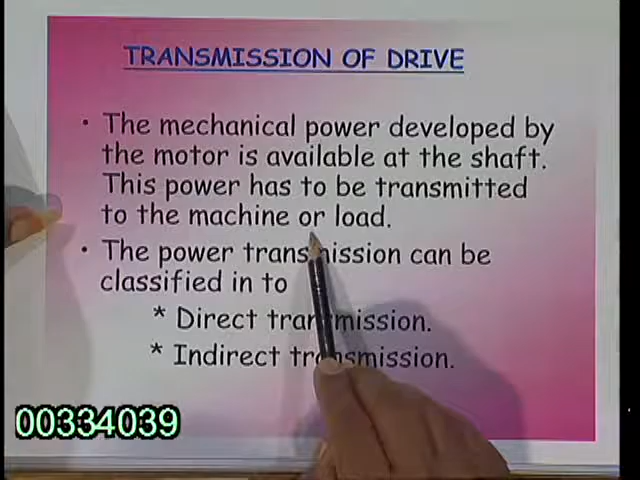 TRANSMISSION OF DRIVE
• The mechanical power developed by
the motor is available at the shaft.
This power has to be transmitted
to the machine or load.
• The power transmission can be
classified in to
* Direct transmission.
* Indirect transmission.
00334039